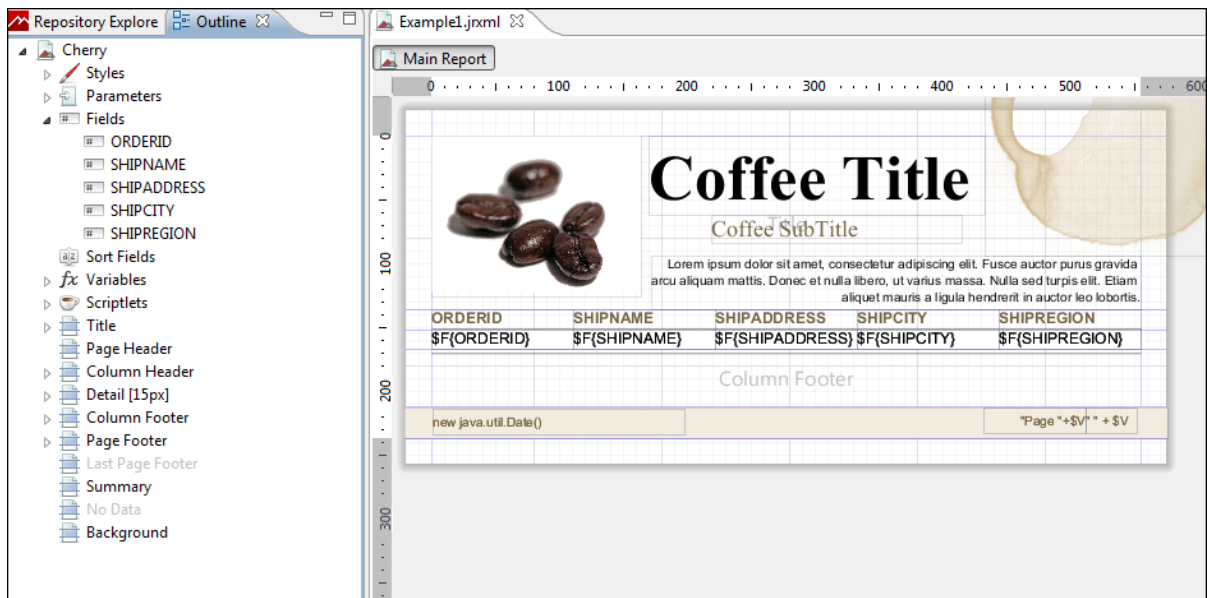 Repository Explore Outline
Cherry
Styles
Parameters
Fields
ORDERID
SHIPNAME
SHIPADDRESS
SHIPCITY
SHIPREGION
Sort Fields
Variables
Scriptlets
Title
Page Header
Column Header
Detail [15px]
Column Footer
Page Footer
Last Page Footer
Summary
No Data
Background
Example1.jrxml
Main Report
0 100 200 300 400 500 600
0
100
200
300
Coffee Title
Title
Coffee SubTitle
Lorem ipsum dolor sit amet, consectetur adipiscing elit. Fusce auctor purus gravida
arcu aliquam mattis. Donec et nulla libero, ut varius massa. Nulla sed turpis elit. Etiam
aliquet mauris a ligula hendrerit in auctor leo lobortis.
ORDERID SHIPNAME SHIPADDRESS SHIPCITY SHIPREGION
$F{ORDERID} $F{SHIPNAME} $F{SHIPADDRESS} $F{SHIPCITY} $F{SHIPREGION}
Column Footer
new java.util.Date() "Page "+$V" " + $V